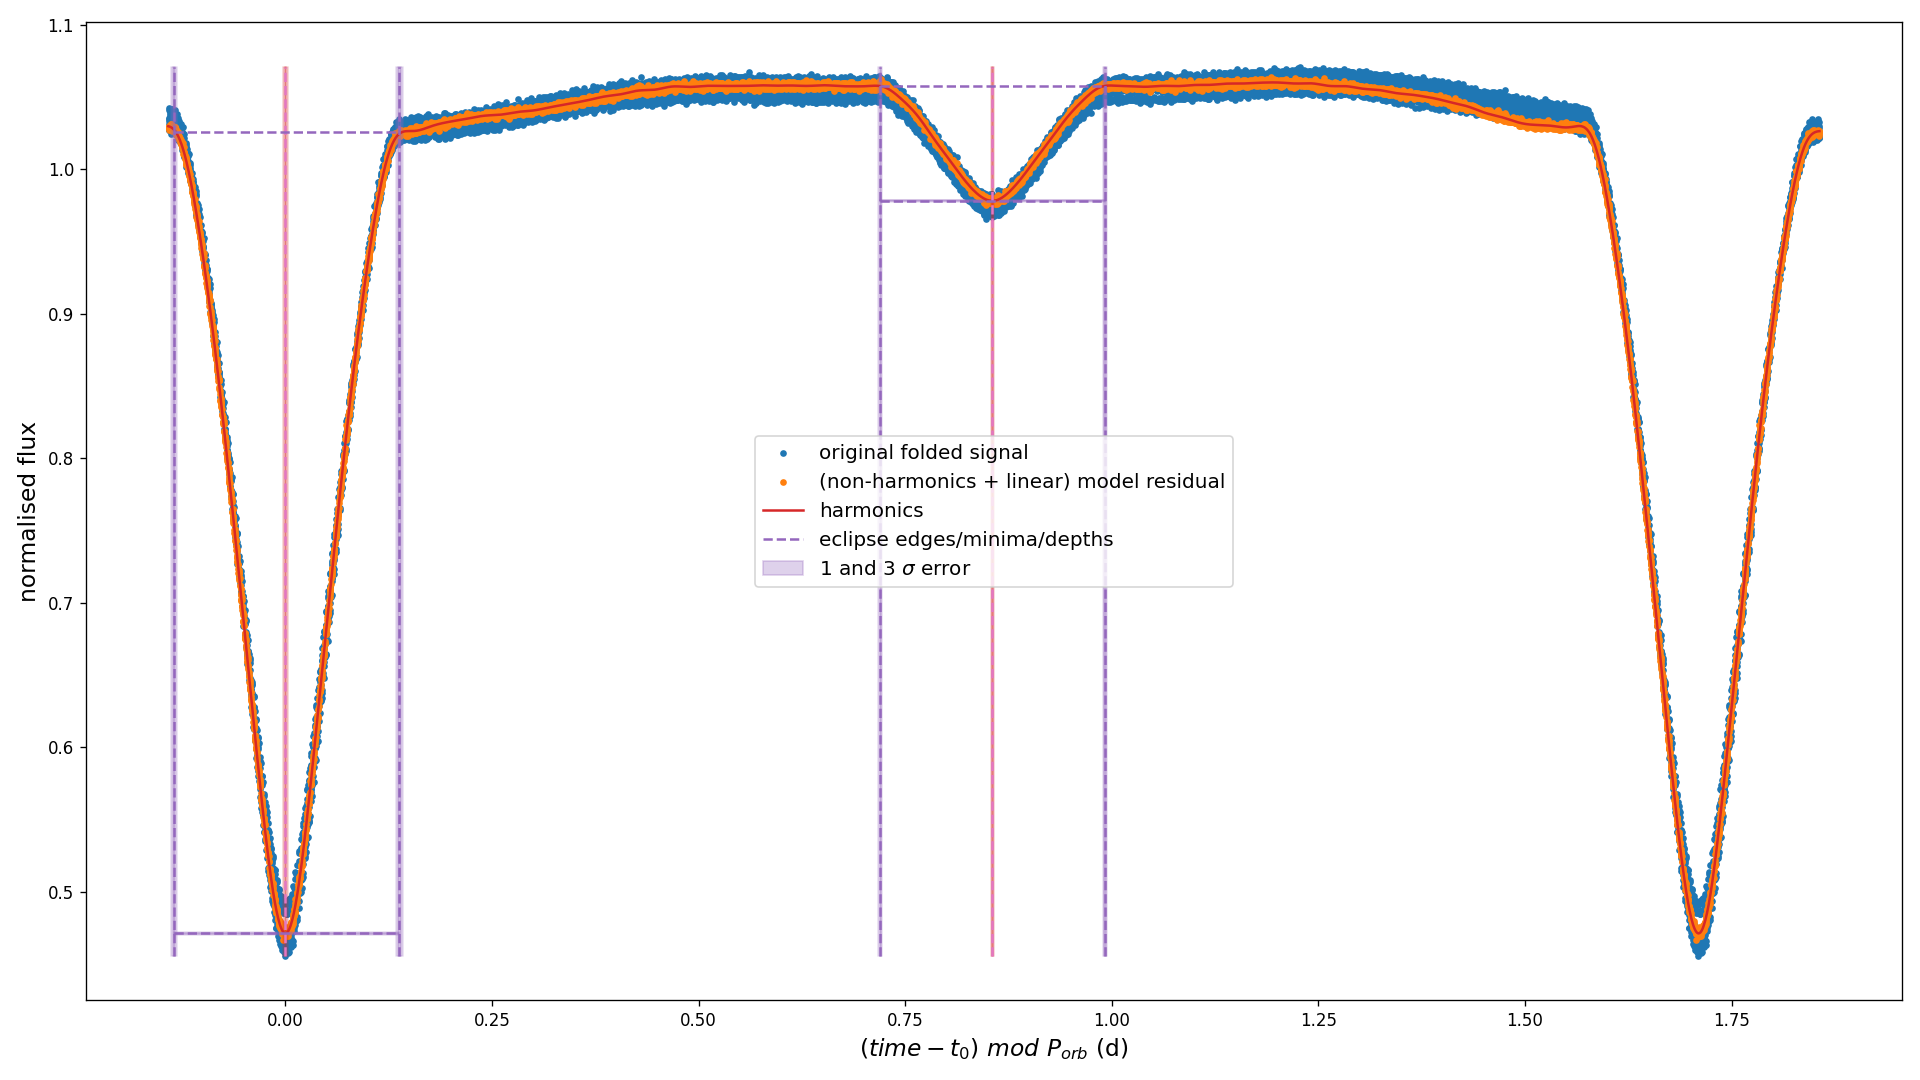 1.1
1.0
0.9
0.8
0.7
0.6
0.5
normalised flux
original folded signal
(non-harmonics + linear) model residual
harmonics
eclipse edges/minima/depths
1 and 3 σ error
0.00 0.25 0.50 0.75 1.00 1.25 1.50 1.75
(time − t₀) mod P_orb (d)